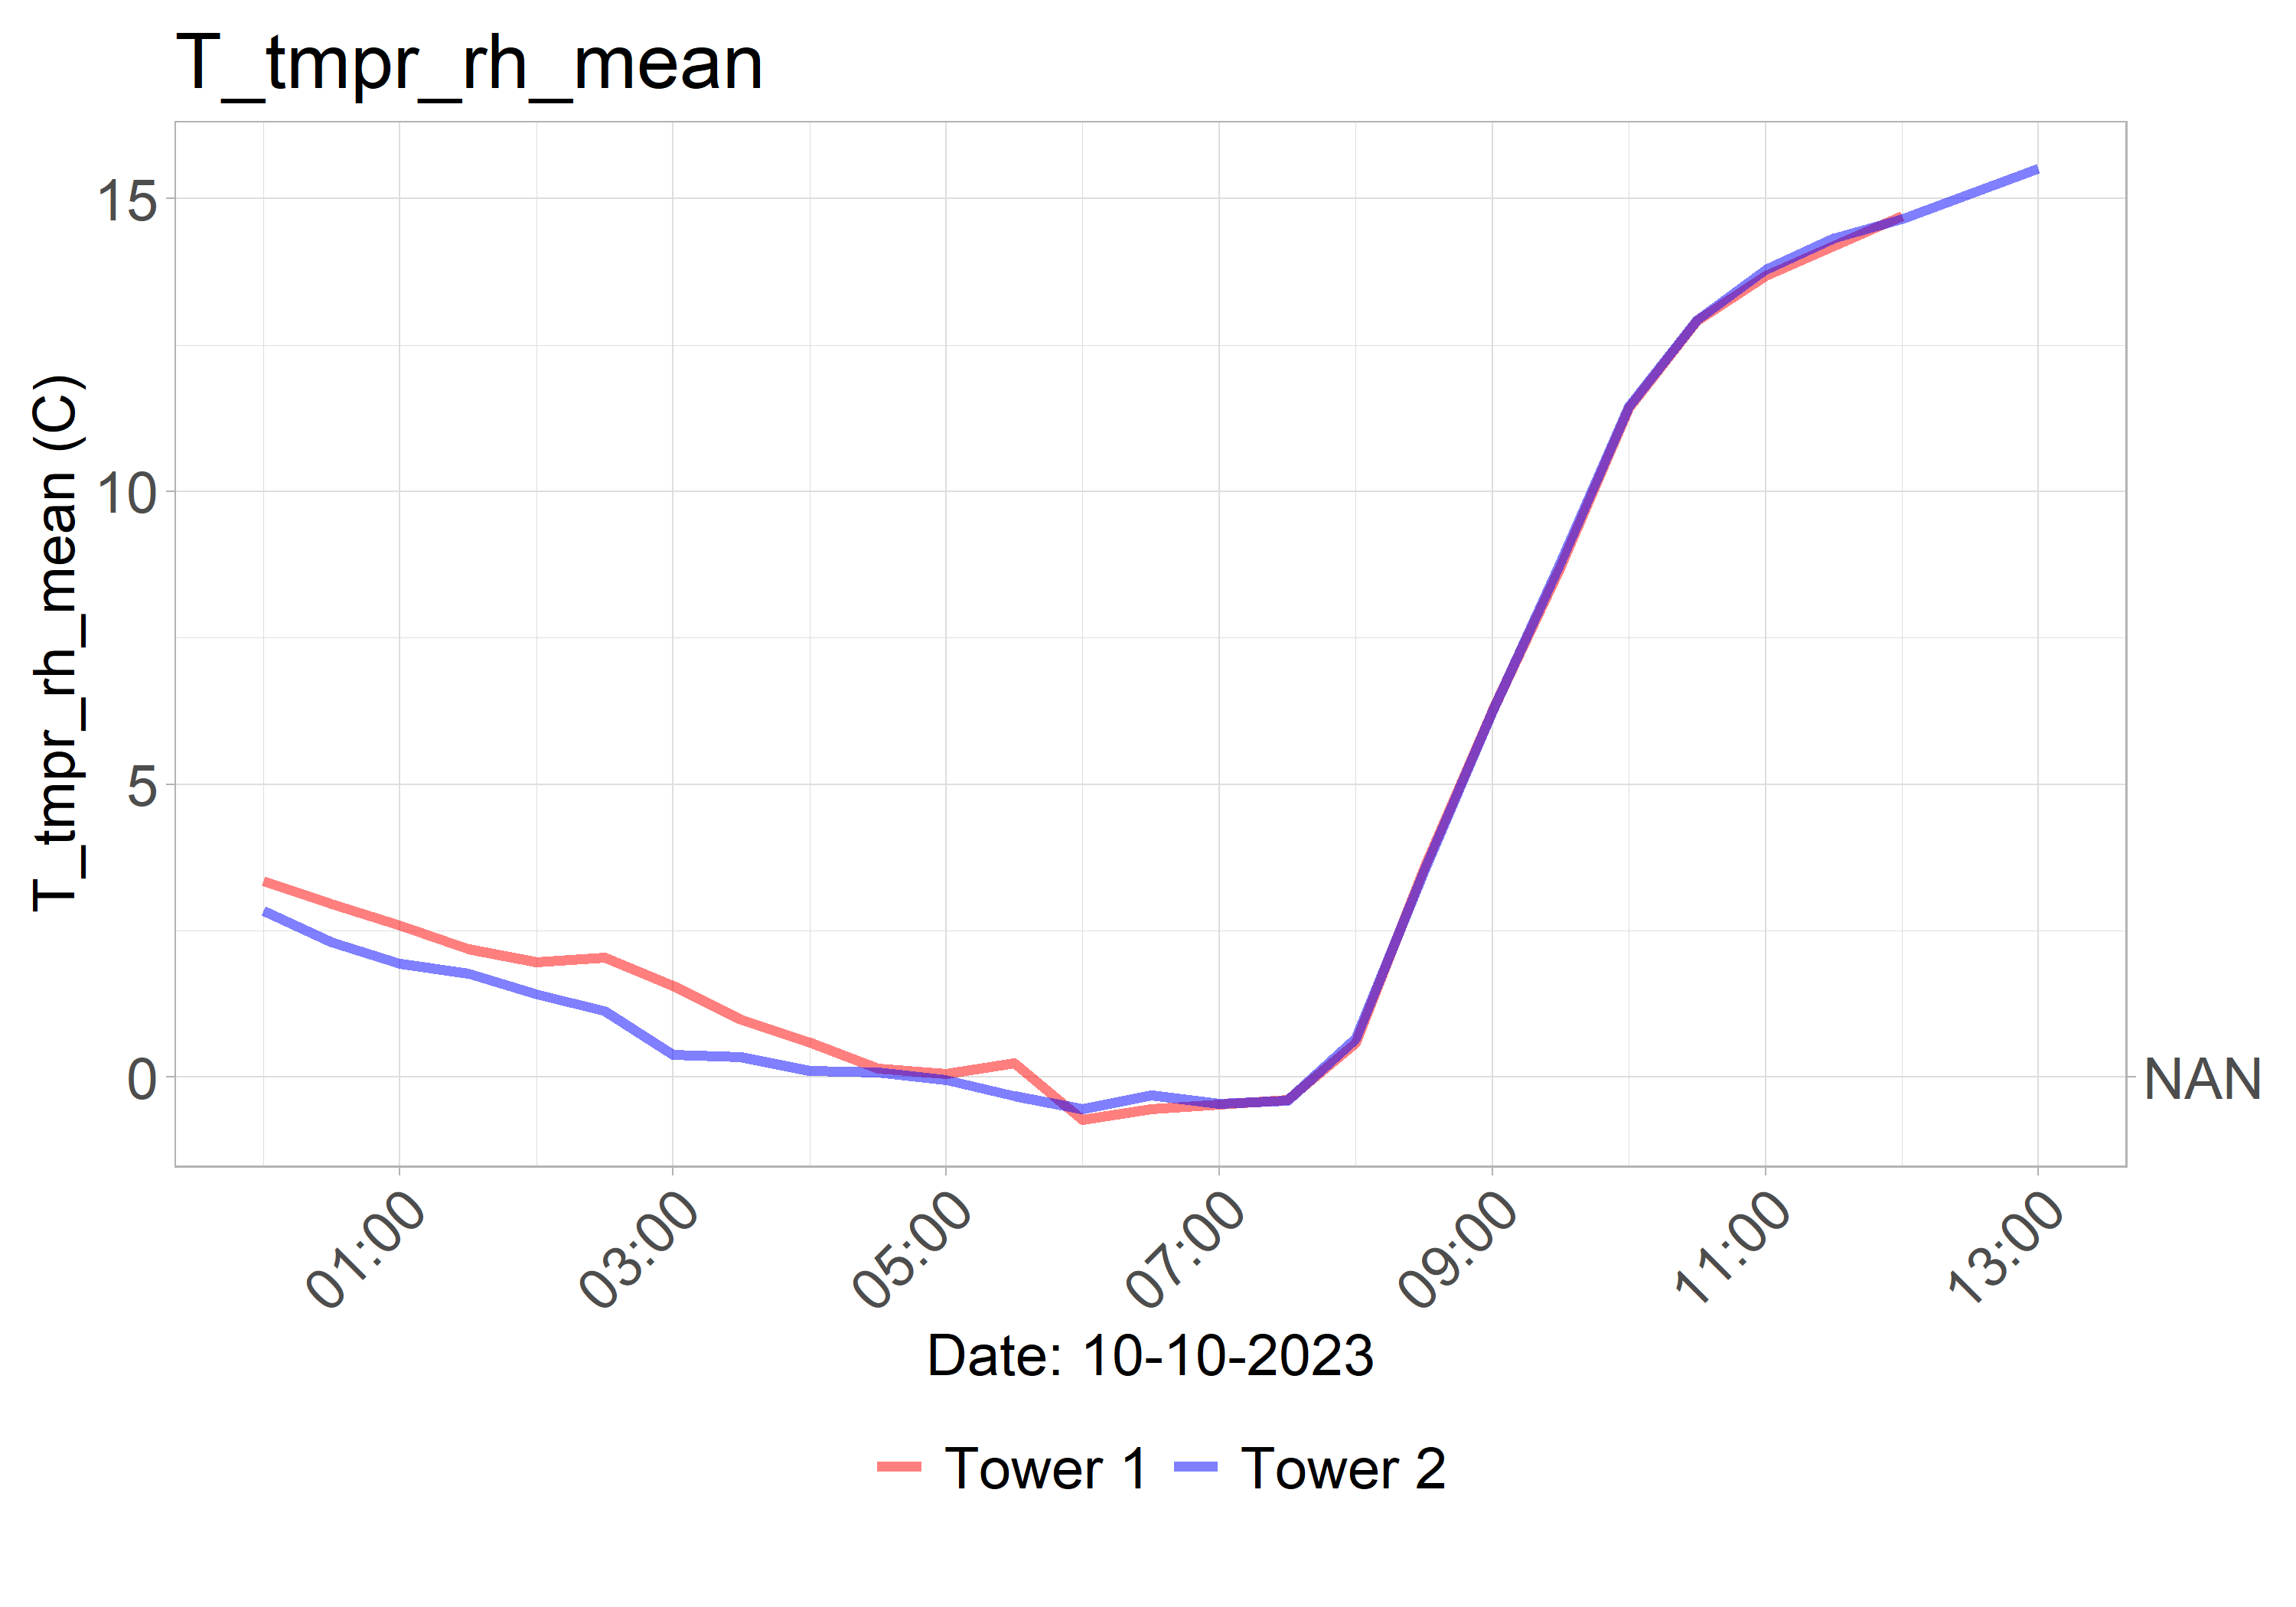 T_tmpr_rh_mean
T_tmpr_rh_mean (C)
15
10
5
0
NAN
01:00
03:00
05:00
07:00
09:00
11:00
13:00
Date: 10-10-2023
Tower 1 Tower 2